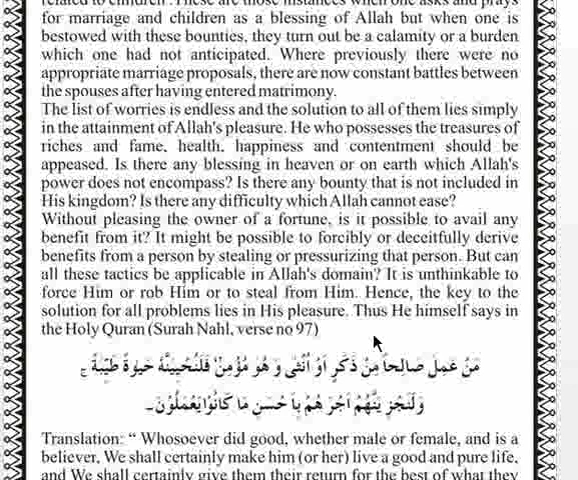 related to children . These are those instances when one asks and prays
for marriage and children as a blessing of Allah but when one is
bestowed with these bounties, they turn out be a calamity or a burden
which one had not anticipated. Where previously there were no
appropriate marriage proposals, there are now constant battles between
the spouses after having entered matrimony.
The list of worries is endless and the solution to all of them lies simply
in the attainment of Allah's pleasure. He who possesses the treasures of
riches and fame, health, happiness and contentment should be
appeased. Is there any blessing in heaven or on earth which Allah's
power does not encompass? Is there any bounty that is not included in
His kingdom? Is there any difficulty which Allah cannot ease?
Without pleasing the owner of a fortune, is it possible to avail any
benefit from it? It might be possible to forcibly or deceitfully derive
benefits from a person by stealing or pressurizing that person. But can
all these tactics be applicable in Allah's domain? It is unthinkable to
force Him or rob Him or to steal from Him. Hence, the key to the
solution for all problems lies in His pleasure. Thus He himself says in
the Holy Quran (Surah Nahl, verse no 97)
مَنْ عَمِلَ صَالِحاً مِنْ ذَكَرٍ أَوْ أُنْثٰى وَ هُوَ مُؤْمِنٌ فَلَنُحْيِيَنَّهُ حَيٰوةً طَيِّبَةً ج
وَلَنَجْزِ يَنَّهُمْ اَجْرَ هُمْ بِاَ حْسَنِ مَا كَانُوْايَعْمَلُوْنَ۔
Translation: “ Whosoever did good, whether male or female, and is a
believer, We shall certainly make him (or her) live a good and pure life,
and We shall certainly give them their return for the best of what they